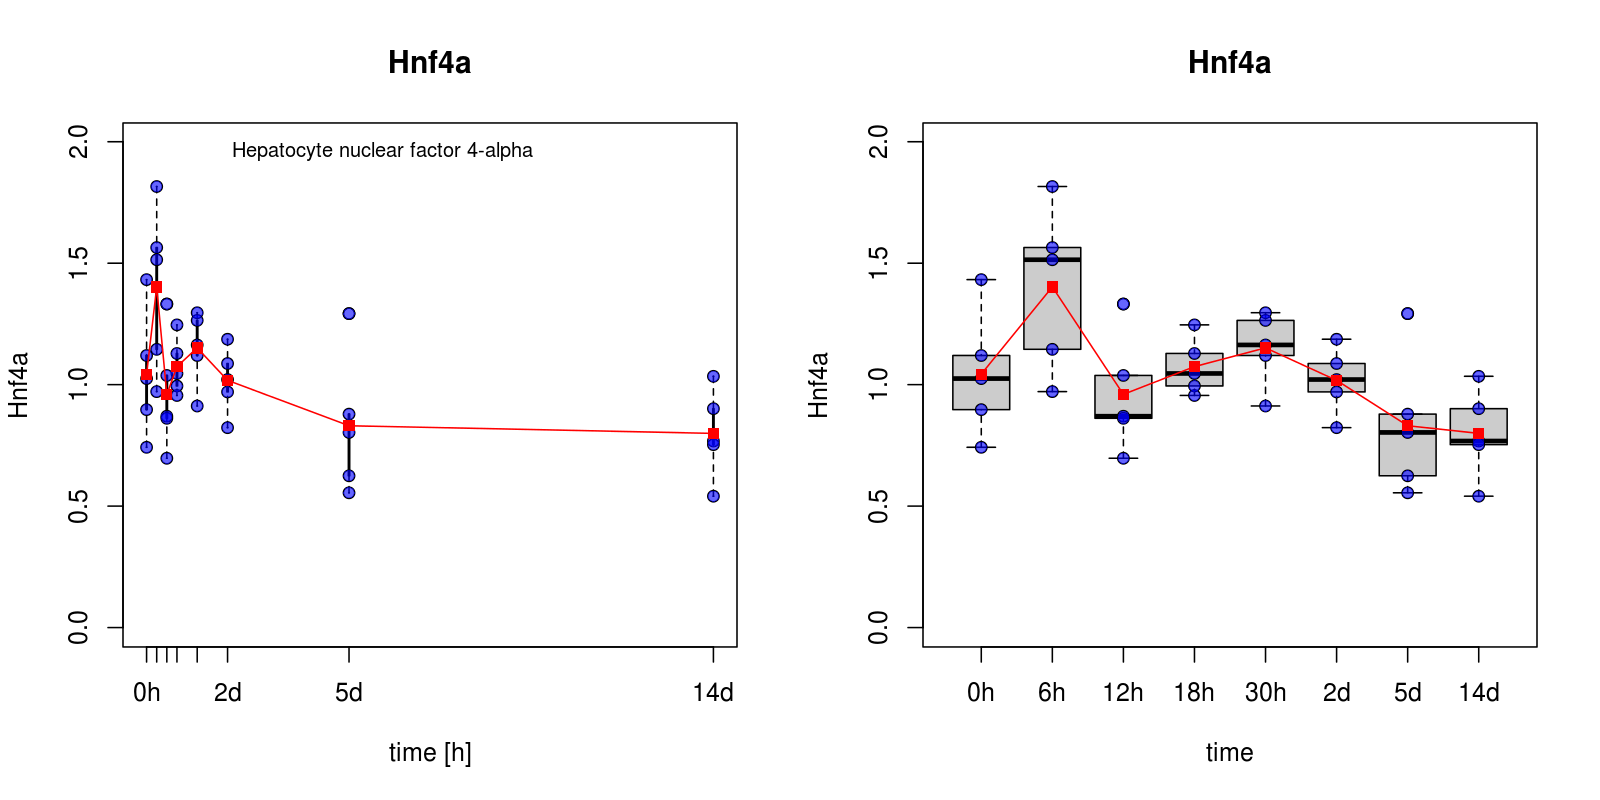 Hnf4a
Hepatocyte nuclear factor 4-alpha
Hnf4a
2.0
1.5
1.0
0.5
0.0
0h 2d 5d 14d
time [h]
Hnf4a
Hnf4a
2.0
1.5
1.0
0.5
0.0
0h 6h 12h 18h 30h 2d 5d 14d
time